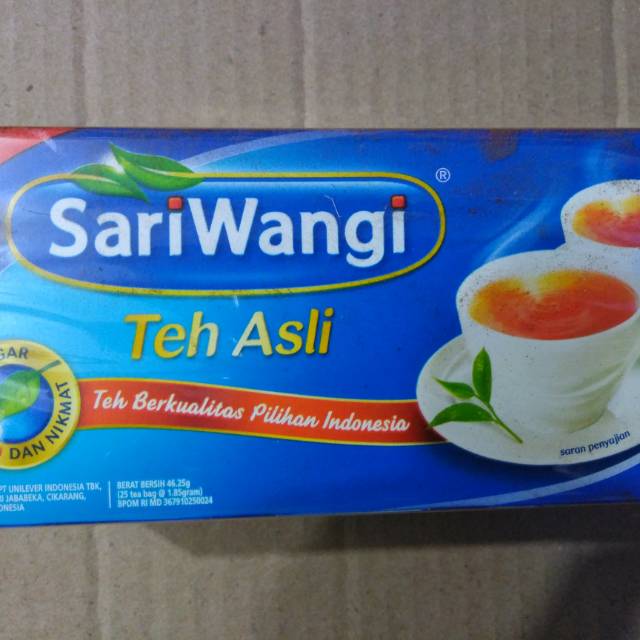 SariWangi®
Teh Asli
Teh Berkualitas Pilihan Indonesia
DAN NIKMAT
saran penyajian
PT UNILEVER INDONESIA TBK,
JABABEKA, CIKARANG,
BERAT BERSIH 46.25g
(25 tea bag @ 1.85gram)
BPOM RI MD 367910250024